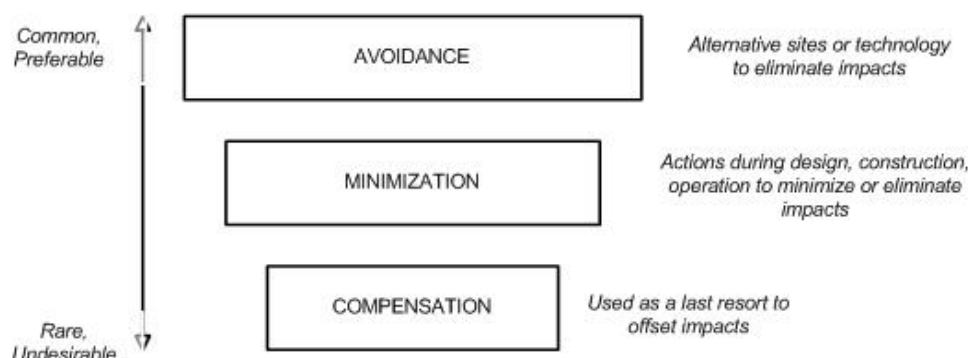 Common,
Preferable
AVOIDANCE
Alternative sites or technology
to eliminate impacts
MINIMIZATION
Actions during design, construction,
operation to minimize or eliminate
impacts
COMPENSATION
Used as a last resort to
offset impacts
Rare,
Undesirable